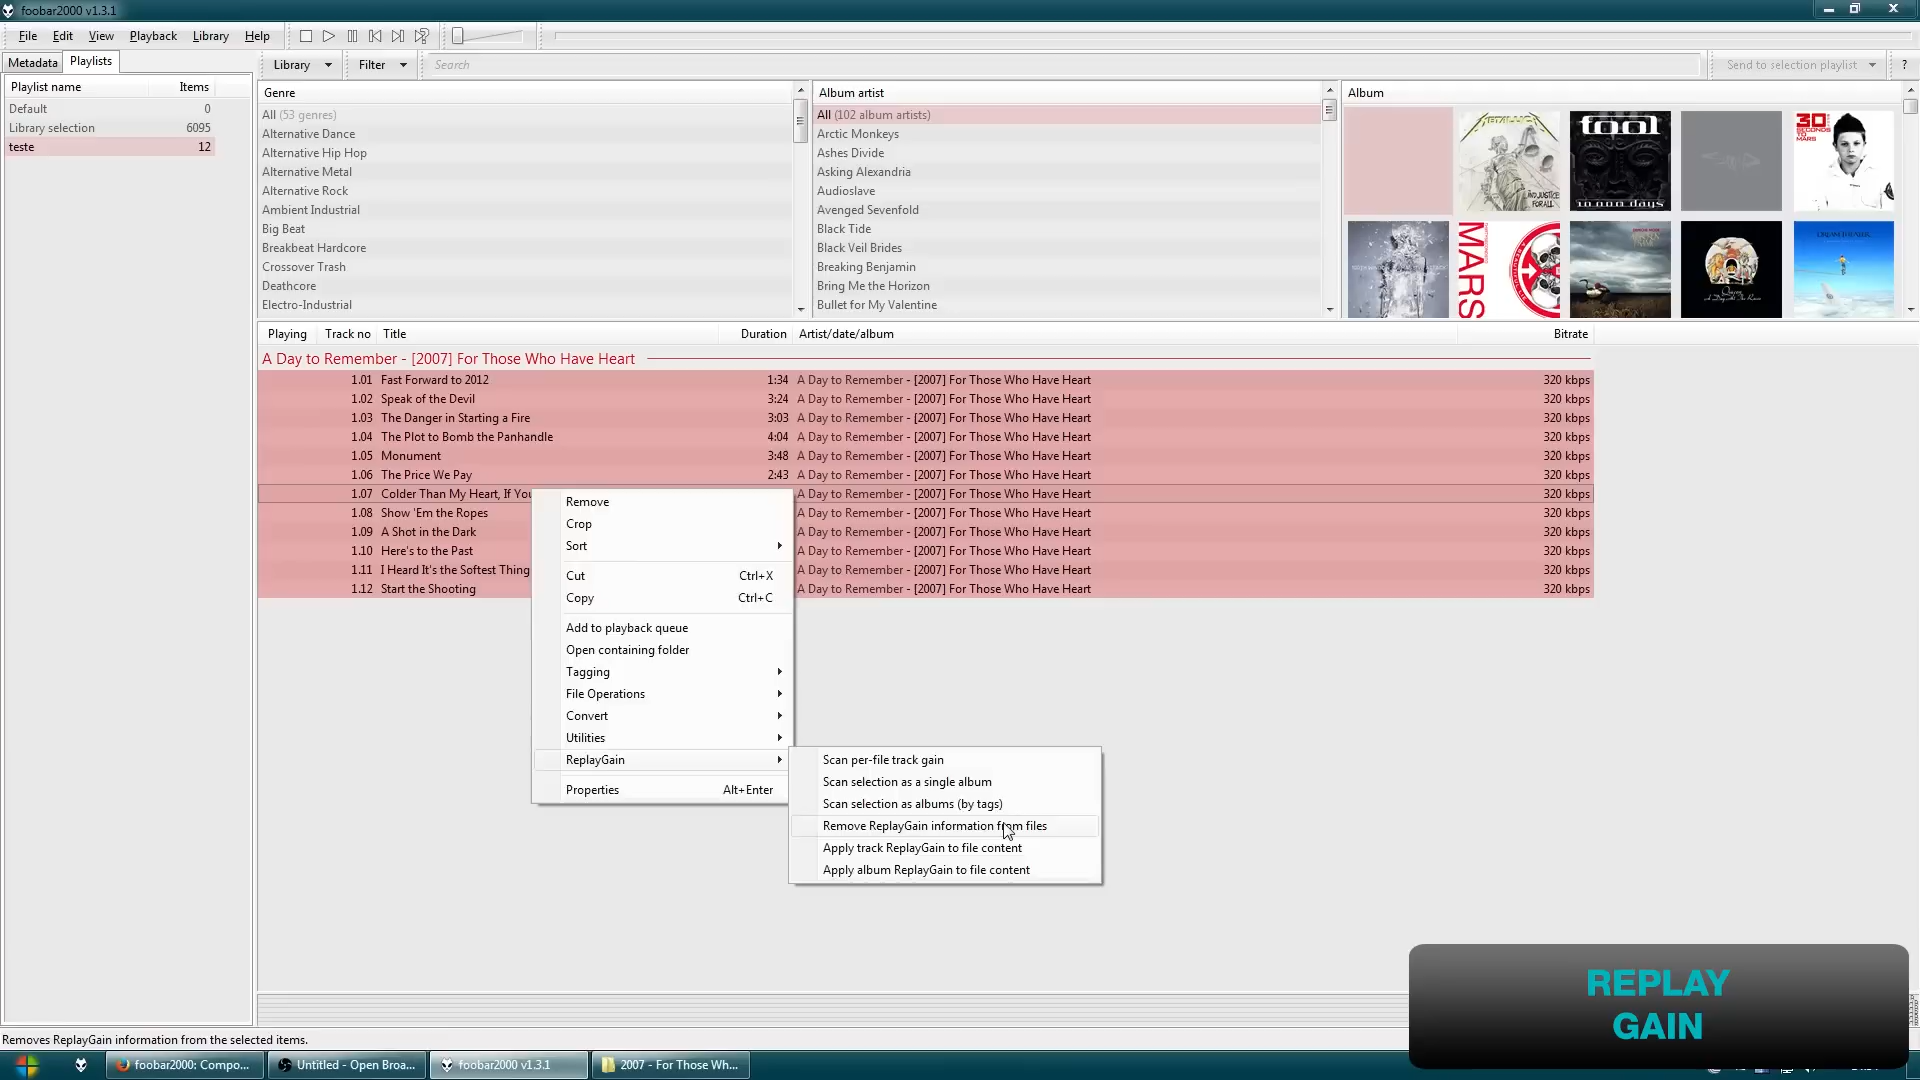 foobar2000 v1.3.1
File Edit View Playback Library Help
Metadata Playlists
Library Filter Search Send to selection playlist ?
Playlist name Items
Default 0
Library selection 6095
teste 12
Genre
All (53 genres)
Alternative Dance
Alternative Hip Hop
Alternative Metal
Alternative Rock
Ambient Industrial
Big Beat
Breakbeat Hardcore
Crossover Trash
Deathcore
Electro-Industrial
Album artist
All (102 album artists)
Arctic Monkeys
Ashes Divide
Asking Alexandria
Audioslave
Avenged Sevenfold
Black Tide
Black Veil Brides
Breaking Benjamin
Bring Me the Horizon
Bullet for My Valentine
Album
METALLICA
AND JUSTICE
FOR ALL
tool
10,000 days
30
SECONDS
TO MARS
MARS
DREAM THEATER
Queen
Playing Track no Title Duration Artist/date/album Bitrate
A Day to Remember - [2007] For Those Who Have Heart
1.01 Fast Forward to 2012 1:34 A Day to Remember - [2007] For Those Who Have Heart 320 kbps
1.02 Speak of the Devil 3:24 A Day to Remember - [2007] For Those Who Have Heart 320 kbps
1.03 The Danger in Starting a Fire 3:03 A Day to Remember - [2007] For Those Who Have Heart 320 kbps
1.04 The Plot to Bomb the Panhandle 4:04 A Day to Remember - [2007] For Those Who Have Heart 320 kbps
1.05 Monument 3:48 A Day to Remember - [2007] For Those Who Have Heart 320 kbps
1.06 The Price We Pay 2:43 A Day to Remember - [2007] For Those Who Have Heart 320 kbps
1.07 Colder Than My Heart, If You A Day to Remember - [2007] For Those Who Have Heart 320 kbps
1.08 Show 'Em the Ropes A Day to Remember - [2007] For Those Who Have Heart 320 kbps
1.09 A Shot in the Dark A Day to Remember - [2007] For Those Who Have Heart 320 kbps
1.10 Here's to the Past A Day to Remember - [2007] For Those Who Have Heart 320 kbps
1.11 I Heard It's the Softest Thing A Day to Remember - [2007] For Those Who Have Heart 320 kbps
1.12 Start the Shooting A Day to Remember - [2007] For Those Who Have Heart 320 kbps
Remove
Crop
Sort
Cut Ctrl+X
Copy Ctrl+C
Add to playback queue
Open containing folder
Tagging
File Operations
Convert
Utilities
ReplayGain
Properties Alt+Enter
Scan per-file track gain
Scan selection as a single album
Scan selection as albums (by tags)
Remove ReplayGain information from files
Apply track ReplayGain to file content
Apply album ReplayGain to file content
REPLAY
GAIN
Removes ReplayGain information from the selected items.
foobar2000: Compo... Untitled - Open Broa... foobar2000 v1.3.1 2007 - For Those Wh...